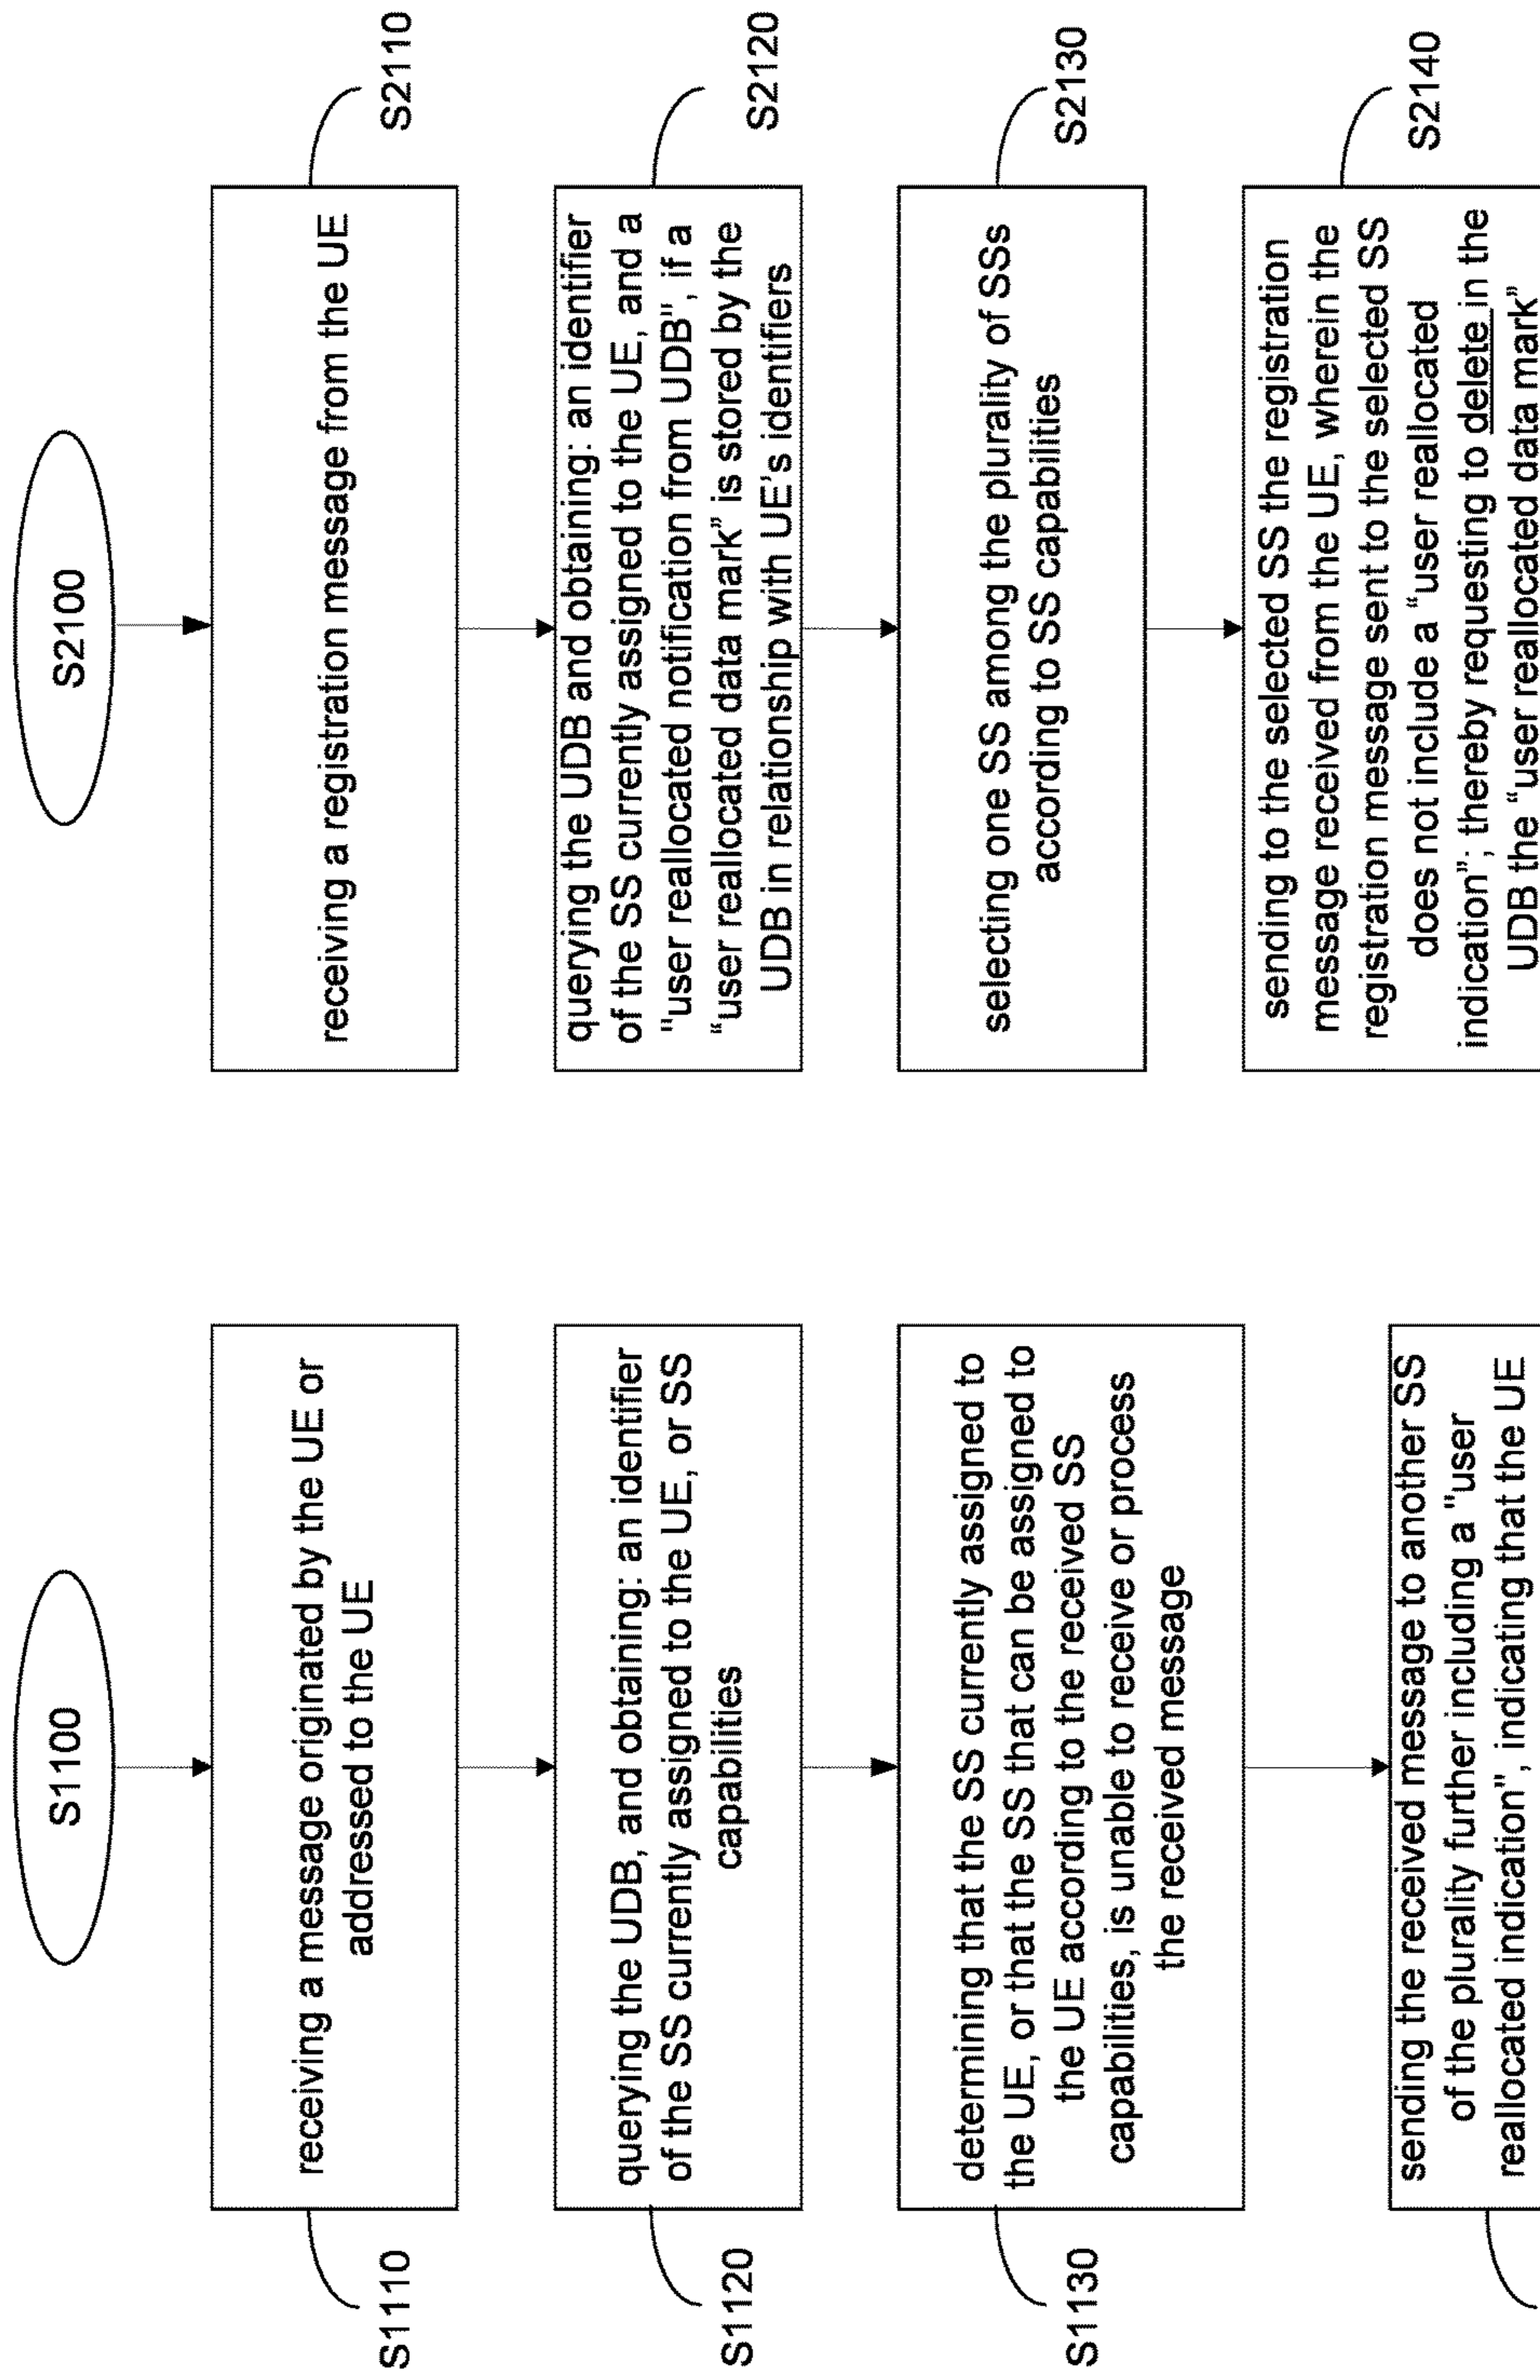 S1100
receiving a message originated by the UE or
addressed to the UE
S1110
querying the UDB, and obtaining: an identifier
of the SS currently assigned to the UE, or SS
capabilities
S1120
determining that the SS currently assigned to
the UE, or that the SS that can be assigned to
the UE according to the received SS
capabilities, is unable to receive or process
the received message
S1130
sending the received message to another SS
of the plurality further including a "user
reallocated indication", indicating that the UE
S2100
receiving a registration message from the UE
S2110
querying the UDB and obtaining: an identifier
of the SS currently assigned to the UE, and a
"user reallocated notification from UDB", if a
“user reallocated data mark” is stored by the
UDB in relationship with UE’s identifiers
S2120
selecting one SS among the plurality of SSs
according to SS capabilities
S2130
sending to the selected SS the registration
message received from the UE, wherein the
registration message sent to the selected SS
does not include a “user reallocated
indication”; thereby requesting to delete in the
UDB the “user reallocated data mark”
S2140